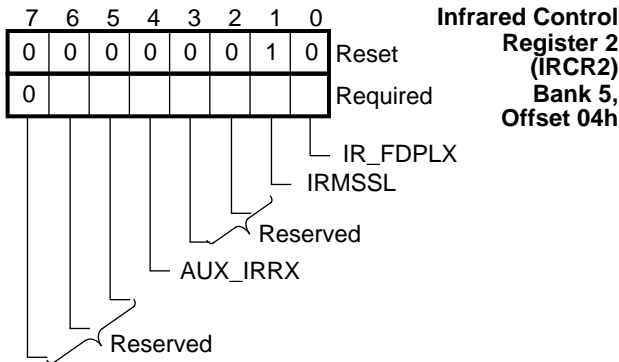 7 6 5 4 3 2 1 0
Infrared Control
Register 2
(IRCR2)
Bank 5,
Offset 04h
0 0 0 0 0 0 1 0 Reset
0 Required
IR_FDPLX
IRMSSL
Reserved
AUX_IRRX
Reserved